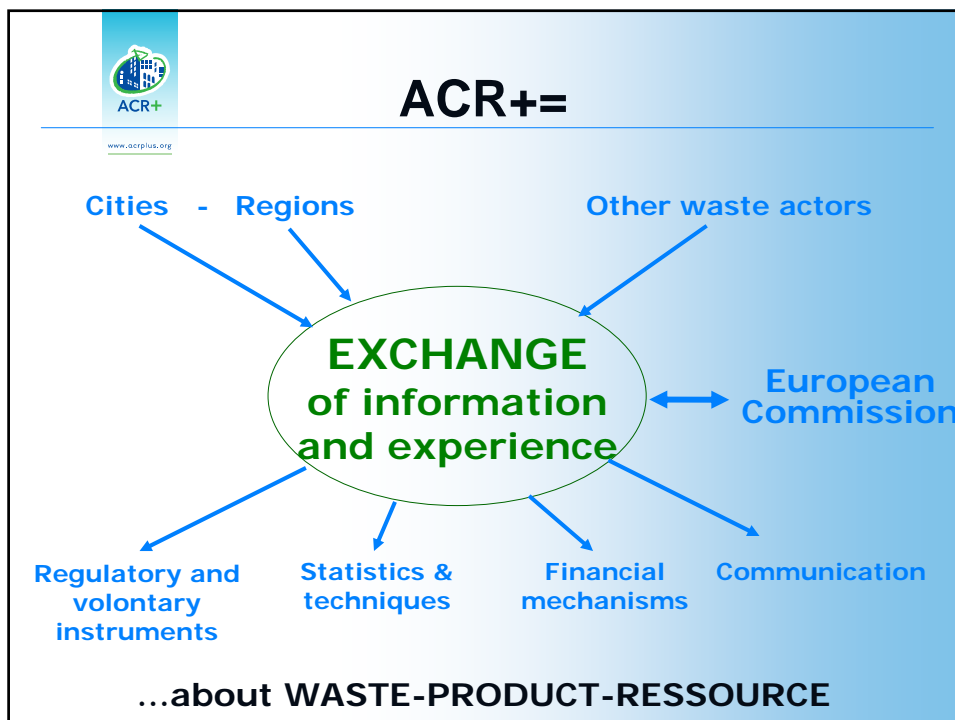 ACR+
www.acrplus.org
ACR+=
Cities - Regions
Other waste actors
EXCHANGE
of information
and experience
European
Commission
Regulatory and
volontary
instruments
Statistics &
techniques
Financial
mechanisms
Communication
...about WASTE-PRODUCT-RESSOURCE